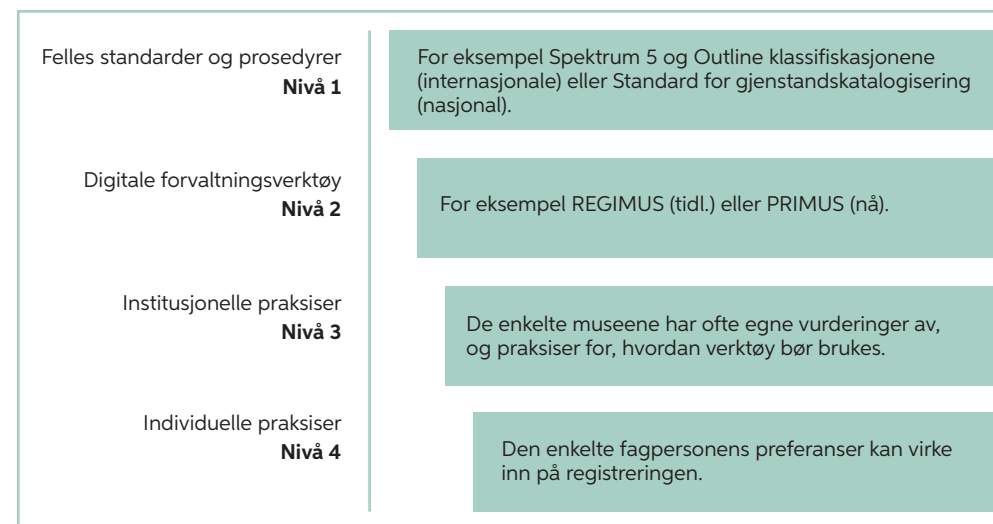 Felles standarder og prosedyrer
Nivå 1
For eksempel Spektrum 5 og Outline klassifiskasjonene
(internasjonale) eller Standard for gjenstandskatalogisering
(nasjonal).
Digitale forvaltningsverktøy
Nivå 2
For eksempel REGIMUS (tidl.) eller PRIMUS (nå).
Institusjonelle praksiser
Nivå 3
De enkelte museene har ofte egne vurderinger av,
og praksiser for, hvordan verktøy bør brukes.
Individuelle praksiser
Nivå 4
Den enkelte fagpersonens preferanser kan virke
inn på registreringen.